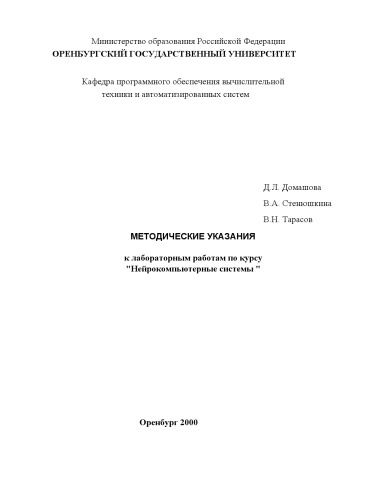 Министерство образования Российской Федерации
ОРЕНБУРГСКИЙ ГОСУДАРСТВЕННЫЙ УНИВЕРСИТЕТ
Кафедра программного обеспечения вычислительной
техники и автоматизированных систем
Д.Л. Домашова
В.А. Стенюшкина
В.Н. Тарасов
МЕТОДИЧЕСКИЕ УКАЗАНИЯ
к лабораторным работам по курсу
"Нейрокомпьютерные системы "
Оренбург 2000